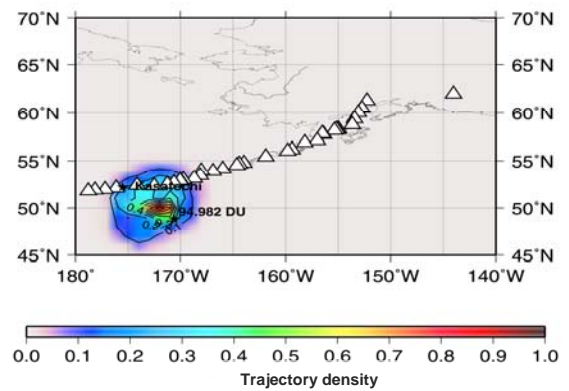 70˚N 70˚N
65˚N 65˚N
60˚N 60˚N
55˚N 55˚N
Kasatochi
94.982 DU
50˚N 50˚N
45˚N 45˚N
180˚ 170˚W 160˚W 150˚W 140˚W
0.0 0.1 0.2 0.3 0.4 0.5 0.6 0.7 0.8 0.9 1.0
Trajectory density